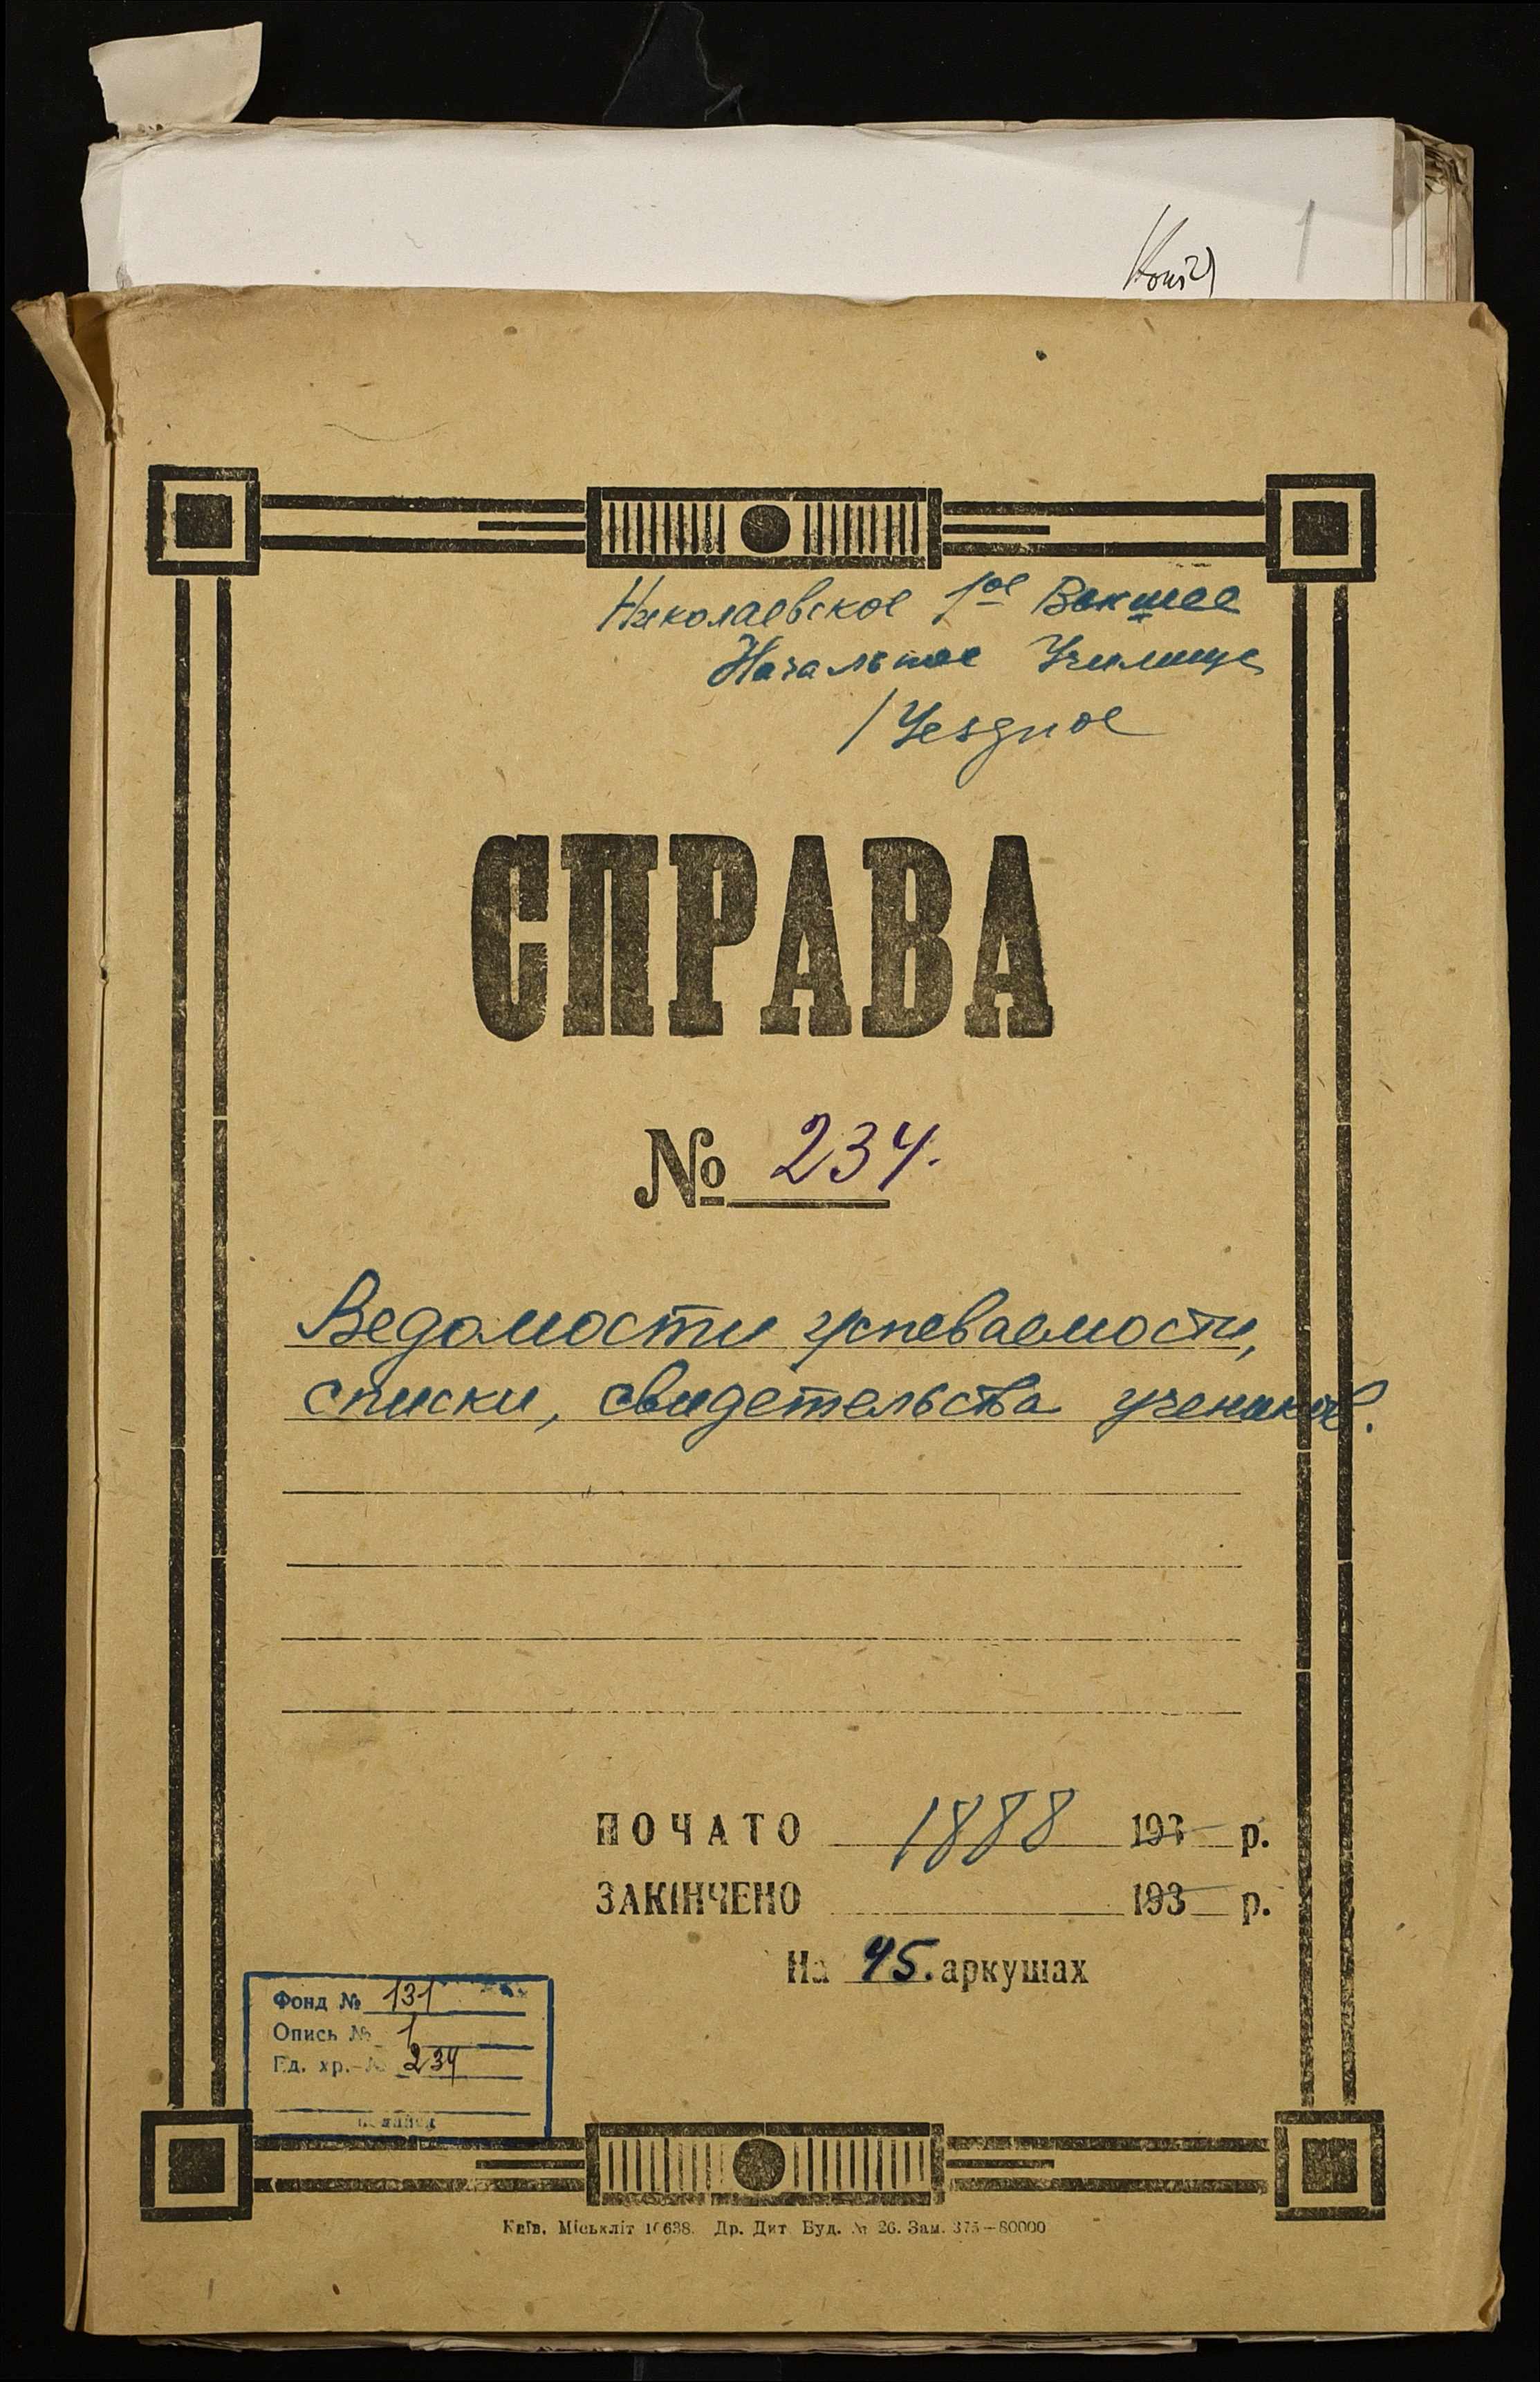 Копія
1
Николаевское 1ое Высшее
Начальное Училище
/Уездное
СПРАВА
№ 234.
Ведомости успеваемости,
списки, свидетельства учеников.
ПОЧАТО 1888 193 р.
ЗАКІНЧЕНО 193 р.
На 45. аркушах
Фонд № 131
Опись № 1
Ед. хр. № 234
Київ. Міськліт 10638. Др. Дит. Буд. № 26. Зам. 375—80000